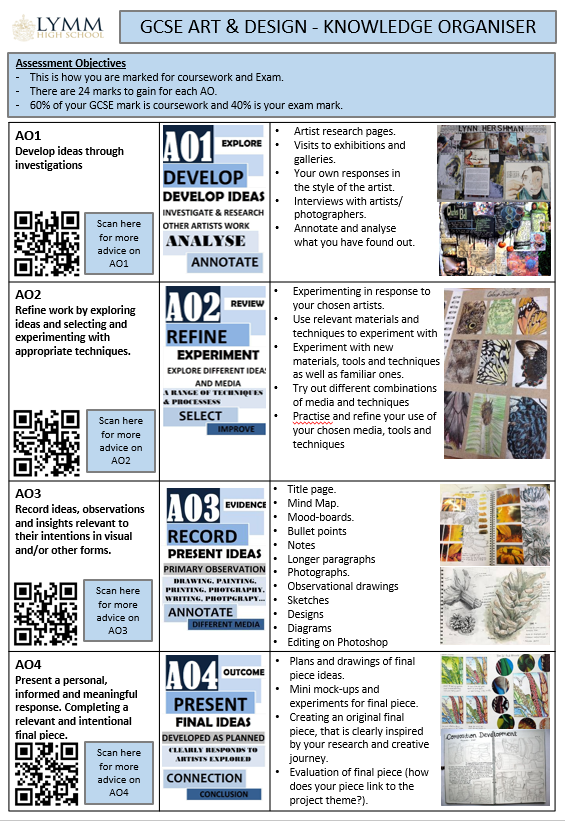 LYMM
HIGH SCHOOL
GCSE ART & DESIGN - KNOWLEDGE ORGANISER
Assessment Objectives
- This is how you are marked for coursework and Exam.
- There are 24 marks to gain for each AO.
- 60% of your GCSE mark is coursework and 40% is your exam mark.
AO1
Develop ideas through
investigations
Scan here
for more
advice on
AO1
AO1 EXPLORE
DEVELOP
DEVELOP IDEAS
INVESTIGATE & RESEARCH
OTHER ARTISTS WORK
ANALYSE
ANNOTATE
• Artist research pages.
• Visits to exhibitions and
galleries.
• Your own responses in
the style of the artist.
• Interviews with artists/
photographers.
• Annotate and analyse
what you have found out.
LYNN HERSHMAN
AO2
Refine work by exploring
ideas and selecting and
experimenting with
appropriate techniques.
Scan here
for more
advice on
AO2
AO2 REVIEW
REFINE
EXPERIMENT
EXPLORE DIFFERENT IDEAS
AND MEDIA
A RANGE OF TECHNIQUES
& PROCESSESS
SELECT
IMPROVE
• Experimenting in response to
your chosen artists.
• Use relevant materials and
techniques to experiment with
• Experiment with new
materials, tools and techniques
as well as familiar ones.
• Try out different combinations
of media and techniques
• Practise and refine your use of
your chosen media, tools and
techniques
AO3
Record ideas, observations
and insights relevant to
their intentions in visual
and/or other forms.
Scan here
for more
advice on
AO3
AO3 EVIDENCE
RECORD
PRESENT IDEAS
PRIMARY OBSERVATION
DRAWING, PAINTING,
PRINTING, PHOTGRAPHY,
WRITING, PHOTPGRAPY...
ANNOTATE
DIFFERENT MEDIA
• Title page.
• Mind Map.
• Mood-boards.
• Bullet points
• Notes
• Longer paragraphs
• Photographs.
• Observational drawings
• Sketches
• Designs
• Diagrams
• Editing on Photoshop
AO4
Present a personal,
informed and meaningful
response. Completing a
relevant and intentional
final piece.
Scan here
for more
advice on
AO4
AO4 OUTCOME
PRESENT
FINAL IDEAS
DEVELOPED AS PLANNED
CLEARLY RESPONDS TO
ARTISTS EXPLORED
CONNECTION
CONCLUSION
• Plans and drawings of final
piece ideas.
• Mini mock-ups and
experiments for final piece.
• Creating an original final
piece, that is clearly inspired
by your research and creative
journey.
• Evaluation of final piece (how
does your piece link to the
project theme?).
Composition Development